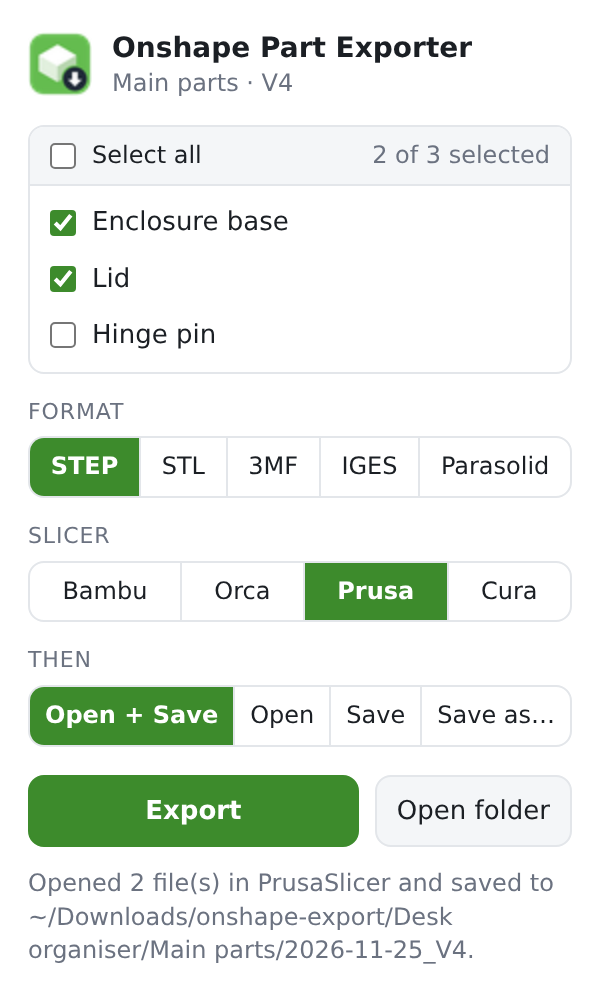 Onshape Part Exporter
Main parts · V4
Select all 2 of 3 selected
Enclosure base
Lid
Hinge pin
FORMAT
STEP STL 3MF IGES Parasolid
SLICER
Bambu Orca Prusa Cura
THEN
Open + Save Open Save Save as...
Export Open folder
Opened 2 file(s) in PrusaSlicer and saved to
~/Downloads/onshape-export/Desk
organiser/Main parts/2026-11-25_V4.